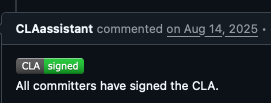 CLAassistant commented on Aug 14, 2025 •
CLA signed
All committers have signed the CLA.